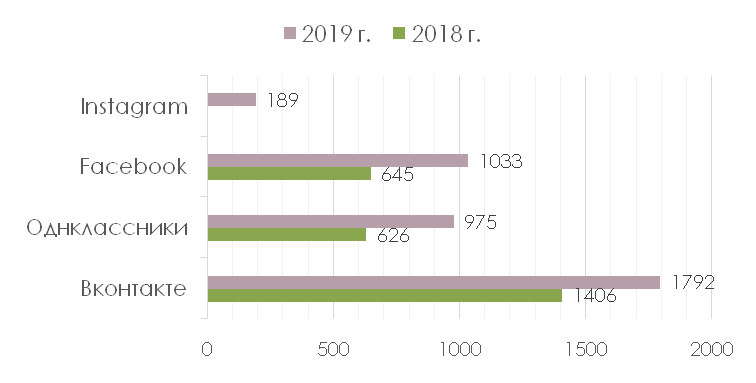 2019 г. 2018 г.
Instagram 189
Facebook 1033
645
Однклассники 975
626
Вконтакте 1792
1406
0 500 1000 1500 2000